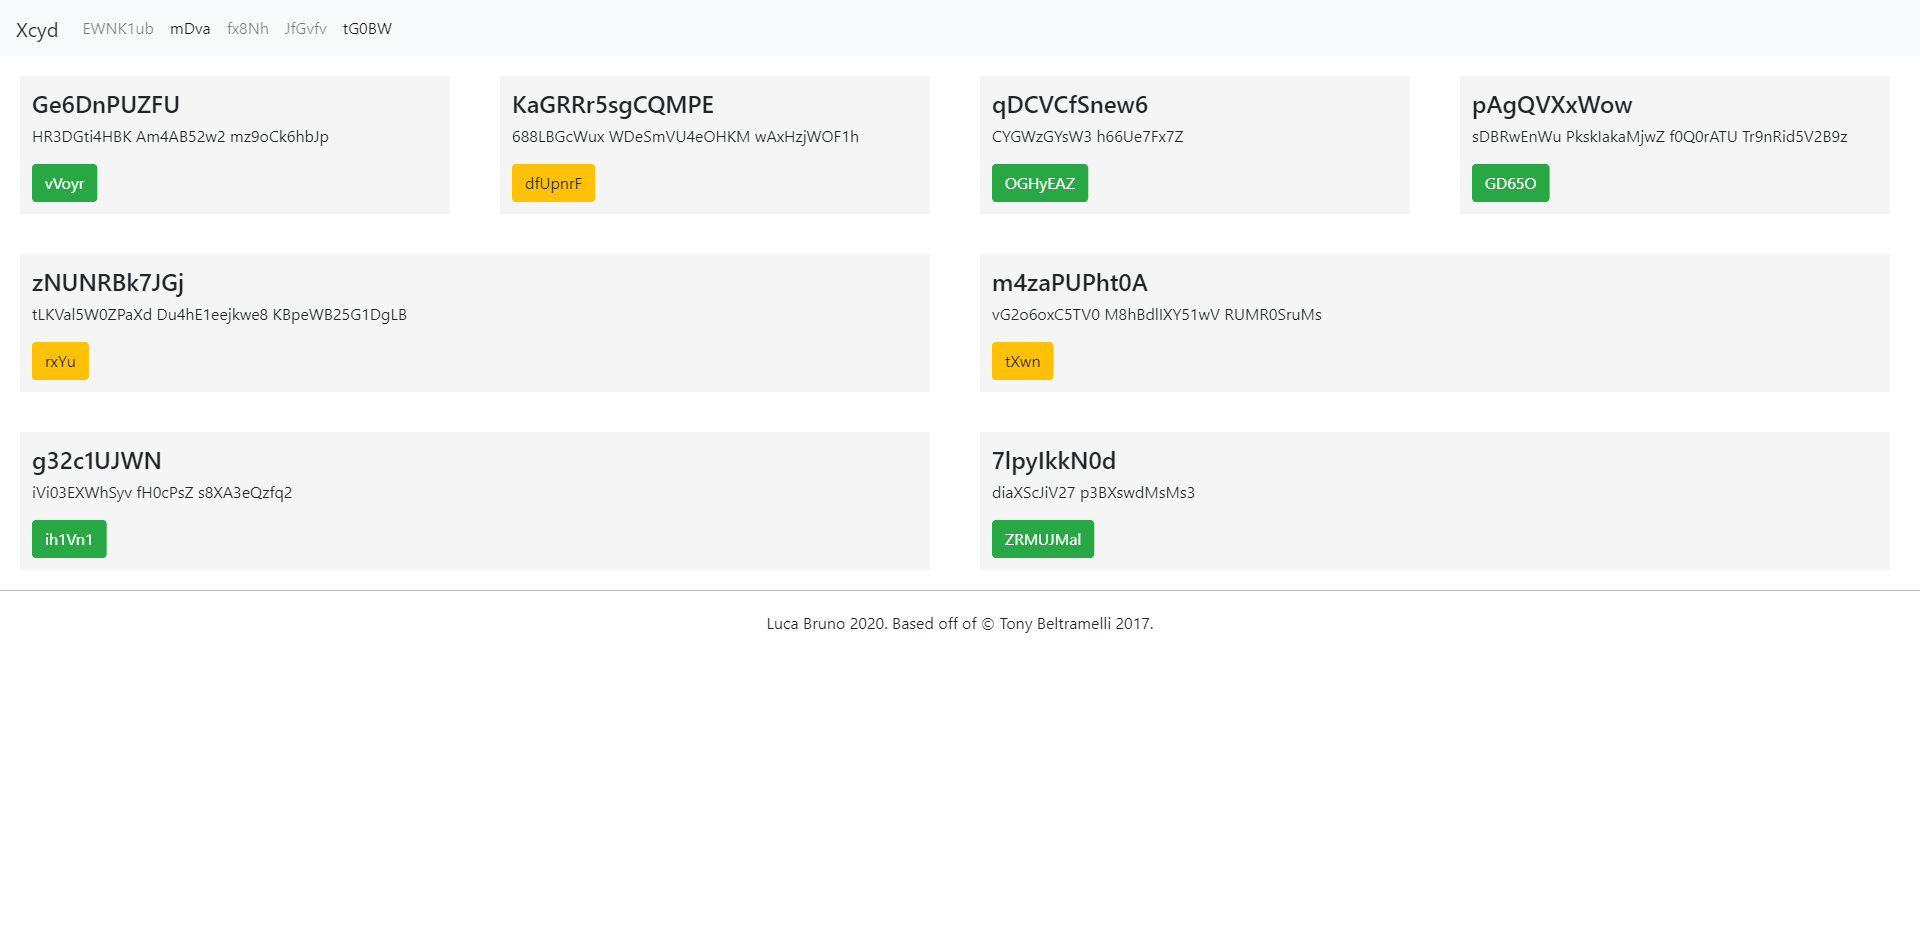 Xcyd EWNK1ub mDva fx8Nh JfGvfv tG0BW
Ge6DnPUZFU
HR3DGti4HBK Am4AB52w2 mz9oCk6hbJp
vVoyr
KaGRRr5sgCQMPE
688LBGcWux WDeSmVU4eOHKM wAxHzjWOF1h
dfUpnrF
qDCVCfSnew6
CYGWzGYsW3 h66Ue7Fx7Z
OGHyEAZ
pAgQVXxWow
sDBRwEnWu PkskIakaMjwZ f0Q0rATU Tr9nRid5V2B9z
GD65O
zNUNRBk7JGj
tLKVal5W0ZPaXd Du4hE1eejkwe8 KBpeWB25G1DgLB
rxYu
m4zaPUPht0A
vG2o6oxC5TV0 M8hBdlIXY51wV RUMR0SruMs
tXwn
g32c1UJWN
iVi03EXWhSyv fH0cPsZ s8XA3eQzfq2
ih1Vn1
7lpyIkkN0d
diaXScJiV27 p3BXswdMsMs3
ZRMUJMal
Luca Bruno 2020. Based off of © Tony Beltramelli 2017.